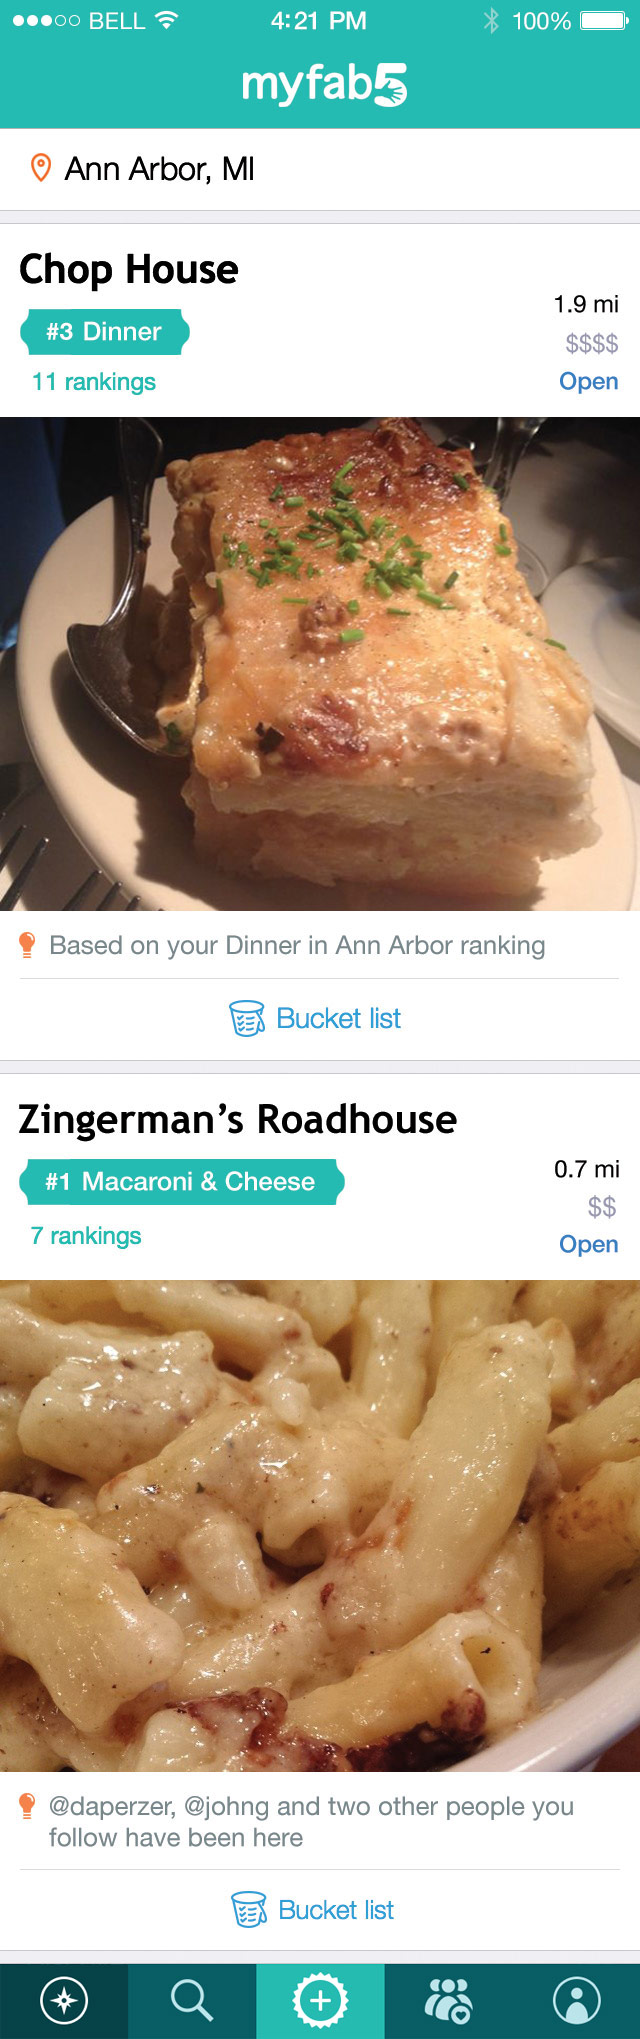 BELL 4:21 PM 100%
myfab5
Ann Arbor, MI
Chop House
1.9 mi
#3 Dinner
$$$$
11 rankings
Open
Based on your Dinner in Ann Arbor ranking
Bucket list
Zingerman’s Roadhouse
0.7 mi
#1 Macaroni & Cheese
$$
7 rankings
Open
@daperzer, @johng and two other people you
follow have been here
Bucket list